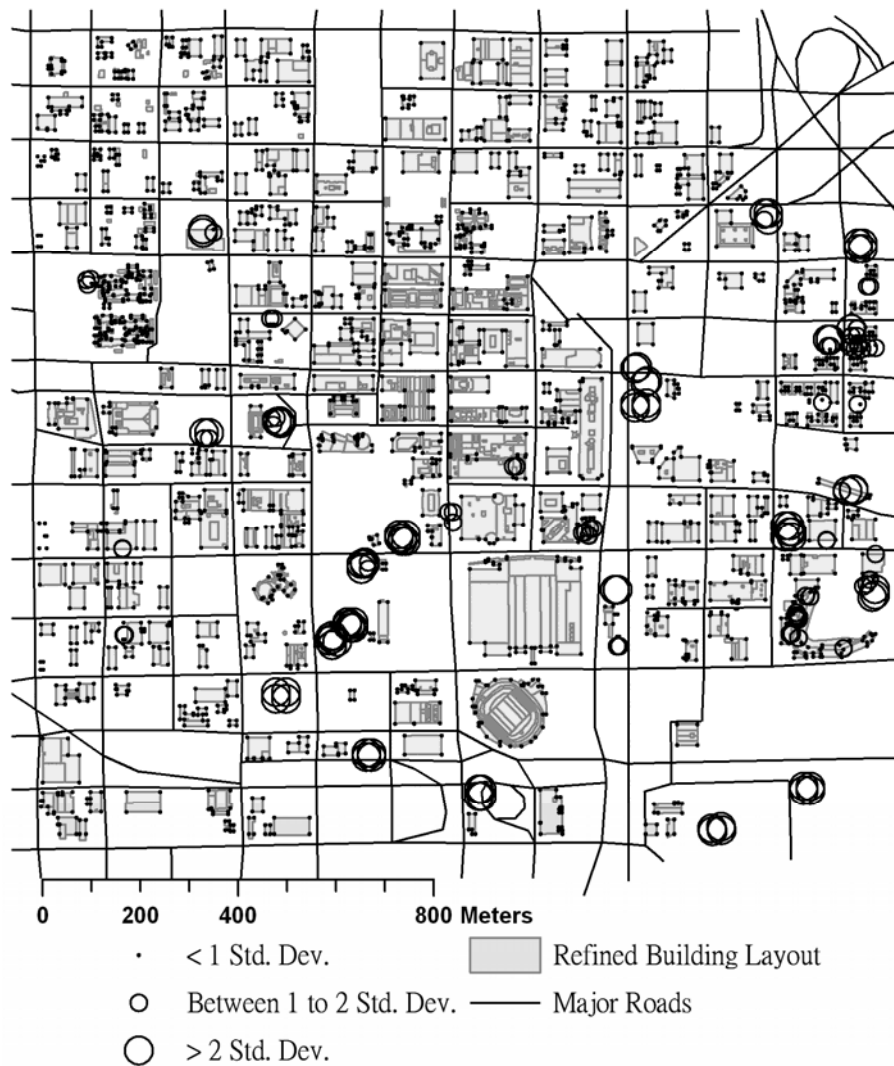 0 200 400 800 Meters
< 1 Std. Dev. Refined Building Layout
Between 1 to 2 Std. Dev. Major Roads
> 2 Std. Dev.